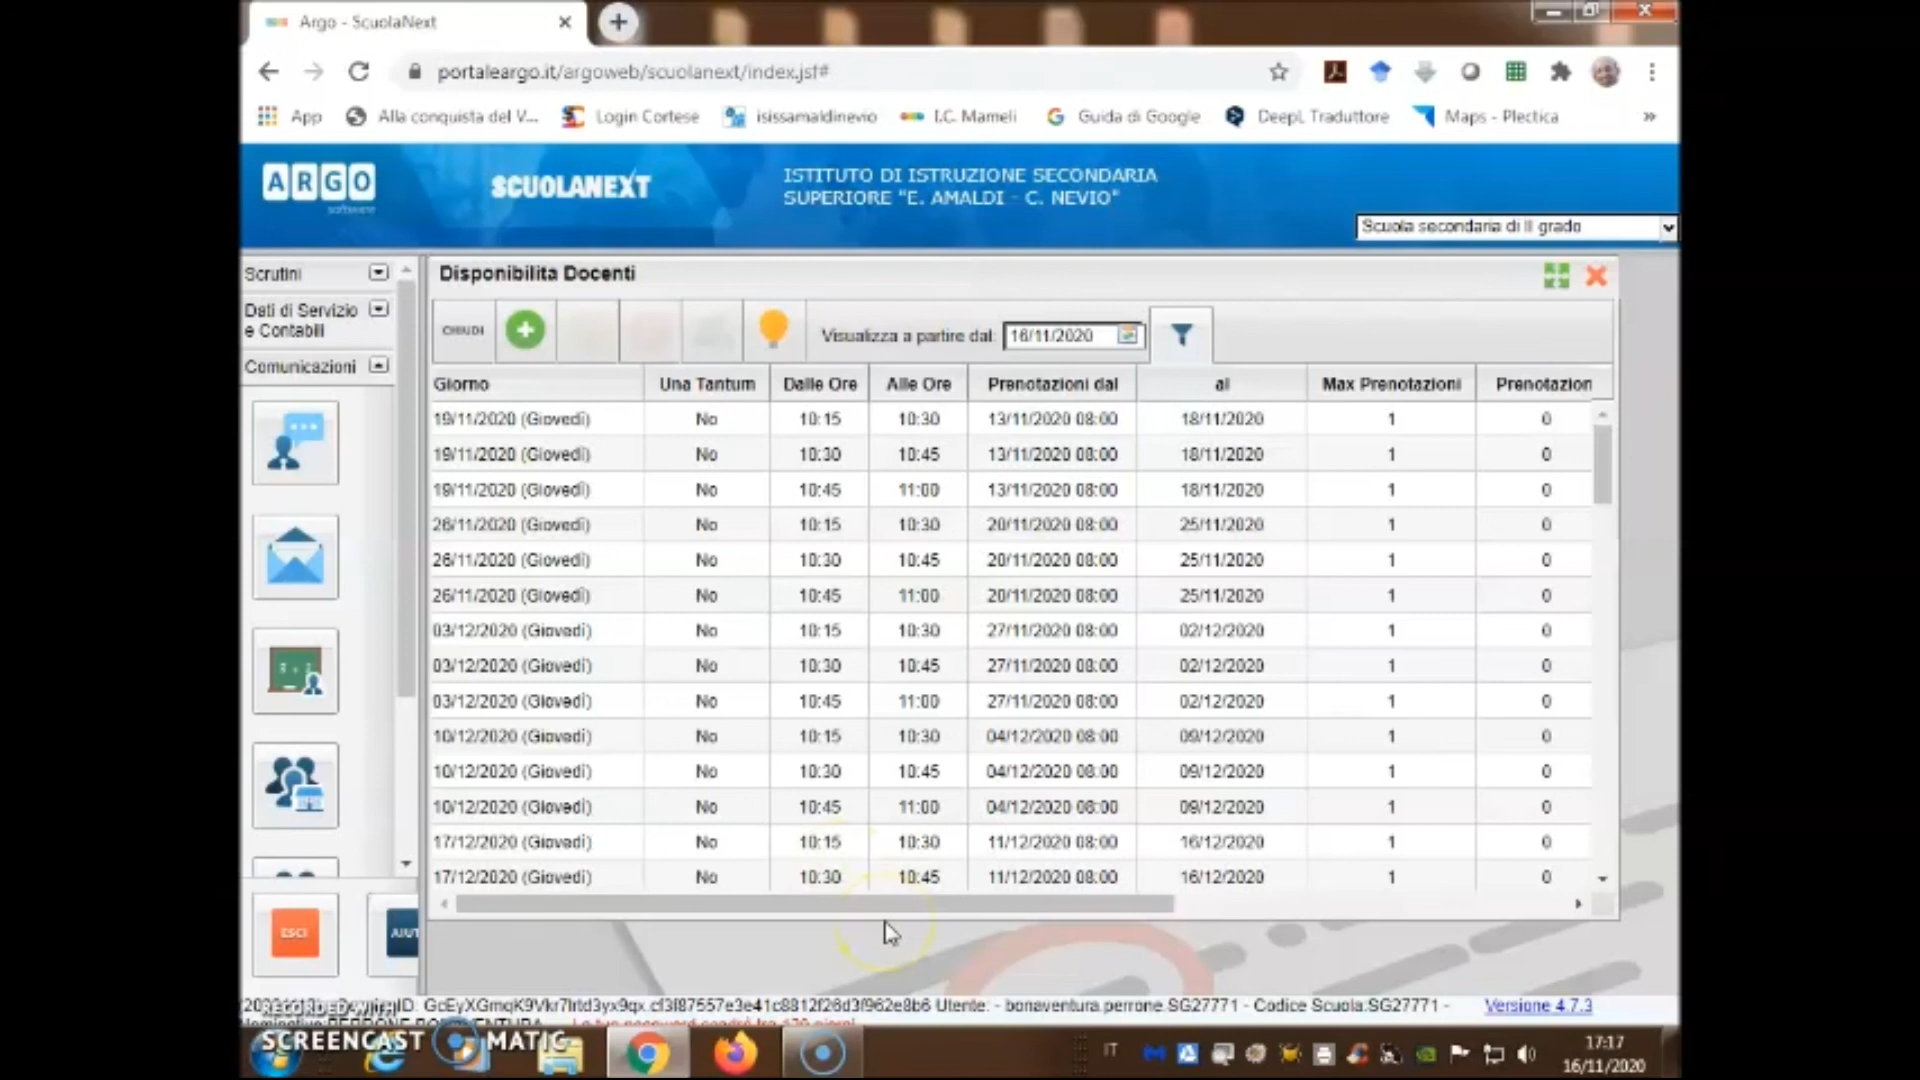 Argo - ScuolaNext
portaleargo.it/argoweb/scuolanext/index.jsf#
App
Alla conquista del V...
Login Cortese
isissamaldinevio
I.C. Mameli
Guida di Google
DeepL Traduttore
Maps - Plectica
»
ARGO
software
SCUOLANEXT
ISTITUTO DI ISTRUZIONE SECONDARIA
SUPERIORE "E. AMALDI - C. NEVIO"
Scuola secondaria di II grado
Scrutini
Dati di Servizio
e Contabili
Comunicazioni
ESCI
AIUT
Disponibilita Docenti
CHIUDI
Visualizza a partire dal: 16/11/2020
Giorno Una Tantum Dalle Ore Alle Ore Prenotazioni dal al Max Prenotazioni Prenotazion
19/11/2020 (Giovedì) No 10:15 10:30 13/11/2020 08:00 18/11/2020 1 0
19/11/2020 (Giovedì) No 10:30 10:45 13/11/2020 08:00 18/11/2020 1 0
19/11/2020 (Giovedì) No 10:45 11:00 13/11/2020 08:00 18/11/2020 1 0
26/11/2020 (Giovedì) No 10:15 10:30 20/11/2020 08:00 25/11/2020 1 0
26/11/2020 (Giovedì) No 10:30 10:45 20/11/2020 08:00 25/11/2020 1 0
26/11/2020 (Giovedì) No 10:45 11:00 20/11/2020 08:00 25/11/2020 1 0
03/12/2020 (Giovedì) No 10:15 10:30 27/11/2020 08:00 02/12/2020 1 0
03/12/2020 (Giovedì) No 10:30 10:45 27/11/2020 08:00 02/12/2020 1 0
03/12/2020 (Giovedì) No 10:45 11:00 27/11/2020 08:00 02/12/2020 1 0
10/12/2020 (Giovedì) No 10:15 10:30 04/12/2020 08:00 09/12/2020 1 0
10/12/2020 (Giovedì) No 10:30 10:45 04/12/2020 08:00 09/12/2020 1 0
10/12/2020 (Giovedì) No 10:45 11:00 04/12/2020 08:00 09/12/2020 1 0
17/12/2020 (Giovedì) No 10:15 10:30 11/12/2020 08:00 16/12/2020 1 0
17/12/2020 (Giovedì) No 10:30 10:45 11/12/2020 08:00 16/12/2020 1 0
Utente: - bonaventura.perrone.SG27771 - Codice Scuola:SG27771 - Versione 4.7.3
RECORDED WITH
SCREENCAST MATIC
IT
17:17
16/11/2020